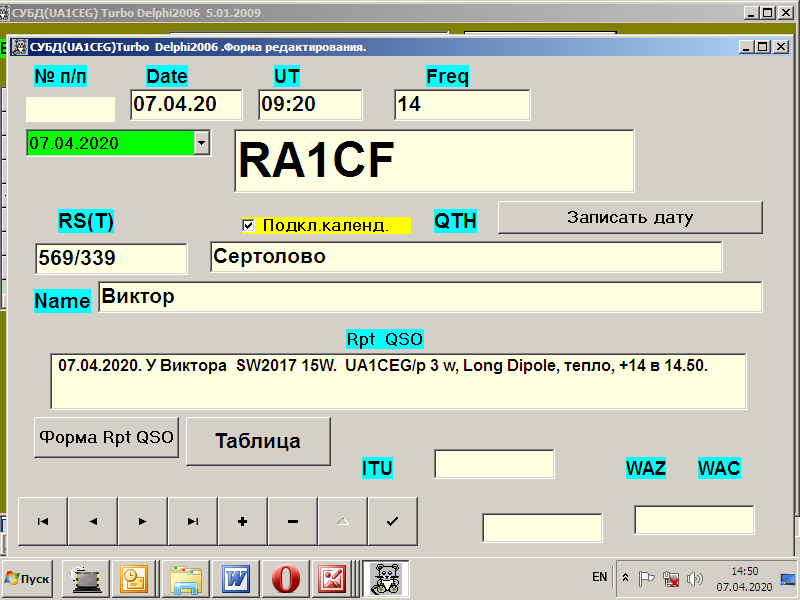 СУБД(UA1CEG) Turbo Delphi2006 5.01.2009
СУБД(UA1CEG)Turbo Delphi2006 .Форма редактирования.
№ п/п Date UT Freq
07.04.20 09:20 14
07.04.2020
RA1CF
RS(T) Подкл.календ. QTH Записать дату
569/339 Сертолово
Name Виктор
Rpt QSO
07.04.2020. У Виктора SW2017 15W. UA1CEG/p 3 w, Long Dipole, тепло, +14 в 14.50.
Форма Rpt QSO Таблица
ITU WAZ WAC
Пуск EN 14:50
07.04.2020